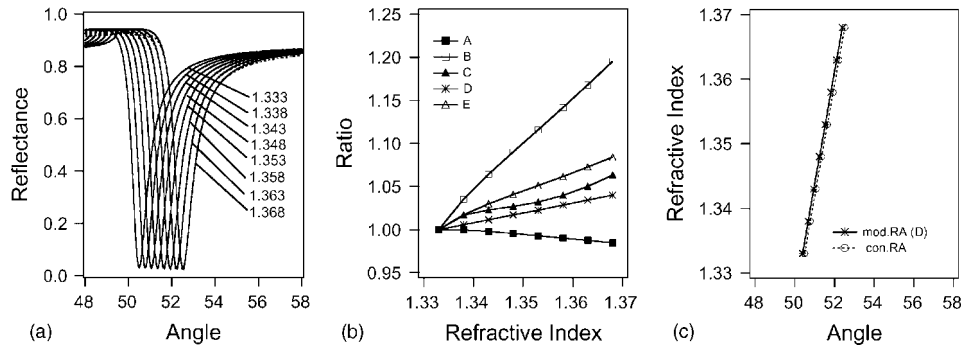 1.0
0.8
0.6
0.4
0.2
0.0
Reflectance
48 50 52 54 56 58
Angle
(a)
1.333
1.338
1.343
1.348
1.353
1.358
1.363
1.368
1.25
1.20
1.15
1.10
1.05
1.00
0.95
Ratio
A
B
C
D
E
1.33 1.34 1.35 1.36 1.37
Refractive Index
(b)
1.37
1.36
1.35
1.34
1.33
Refractive Index
mod.RA (D)
con.RA
48 50 52 54 56 58
Angle
(c)